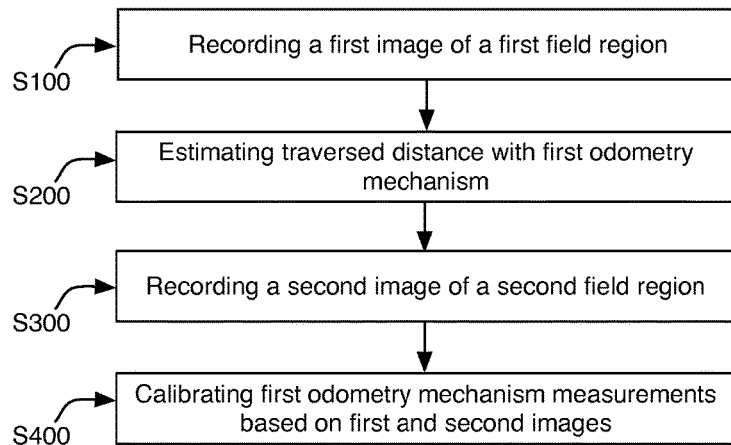 Recording a first image of a first field region
S100
Estimating traversed distance with first odometry
mechanism
S200
Recording a second image of a second field region
S300
Calibrating first odometry mechanism measurements
based on first and second images
S400